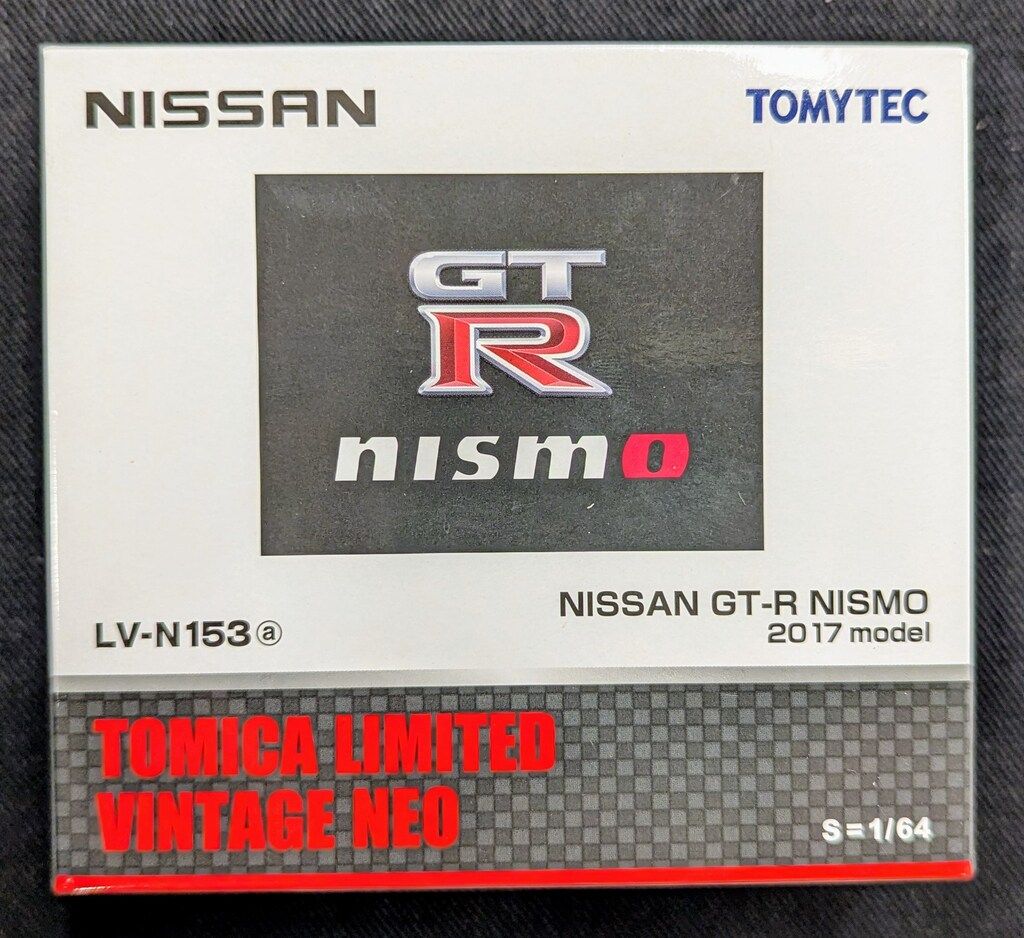 NISSAN
TOMYTEC
GT
R
nismo
NISSAN GT-R NISMO
2017 model
LV-N153ⓐ
TOMICA LIMITED
VINTAGE NEO
S=1/64